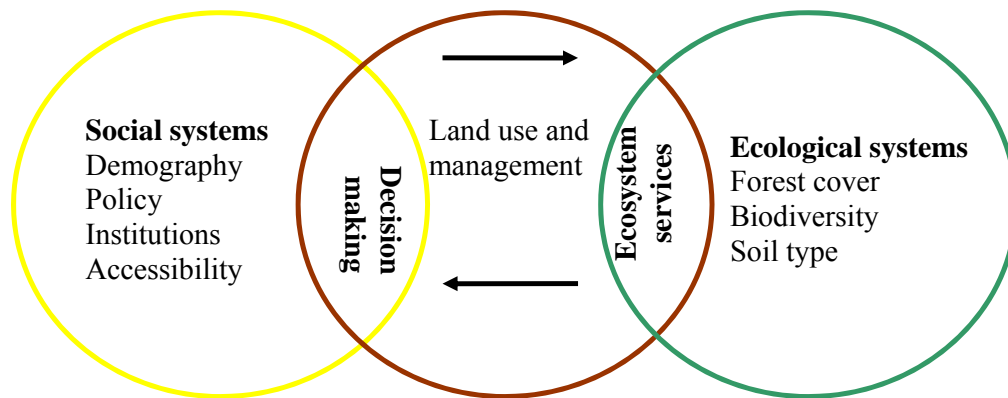 Social systems
Demography
Policy
Institutions
Accessibility
Decision
making
Land use and
management
Ecosystem
services
Ecological systems
Forest cover
Biodiversity
Soil type